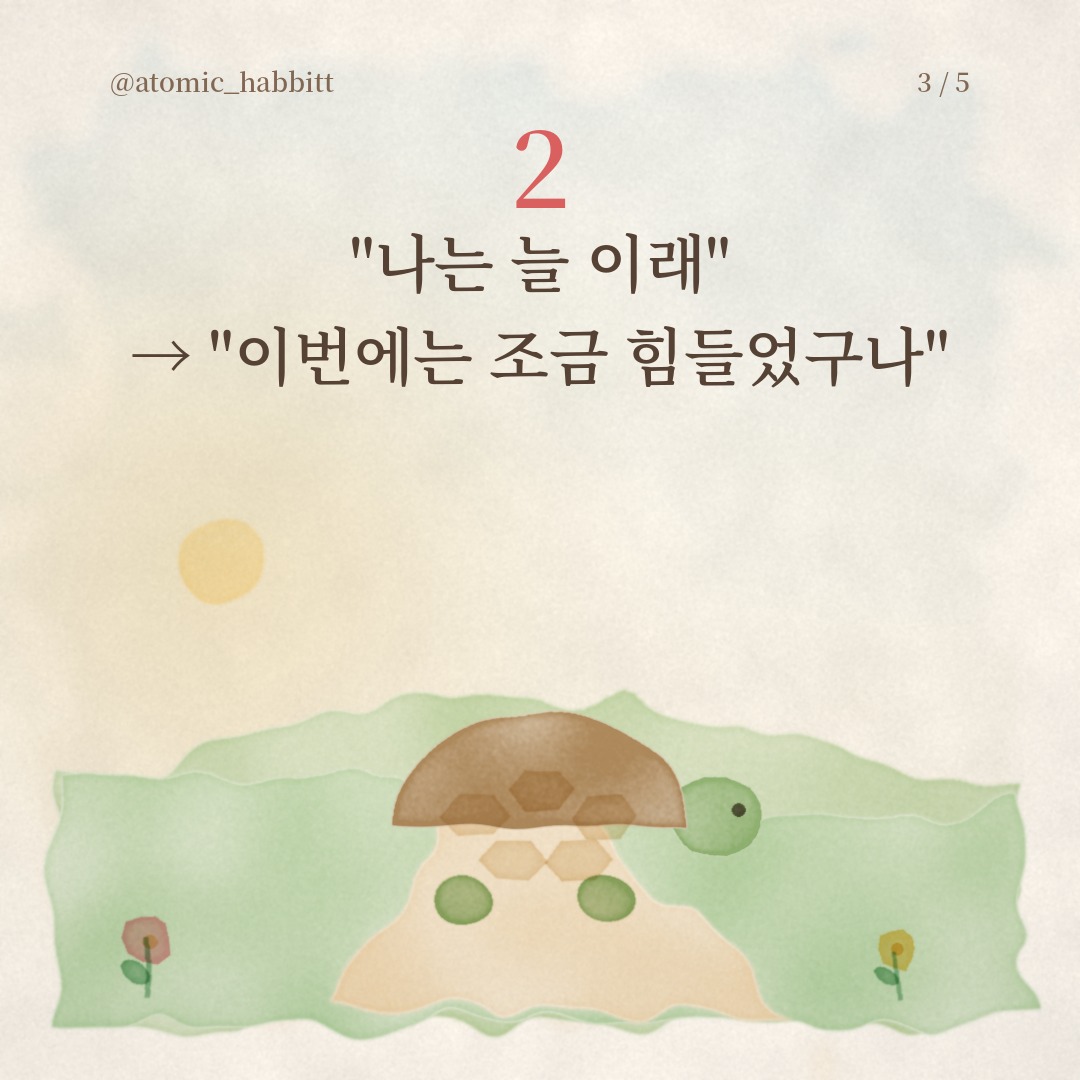 @atomic_habbitt
3 / 5
2
"나는 늘 이래"
→ "이번에는 조금 힘들었구나"